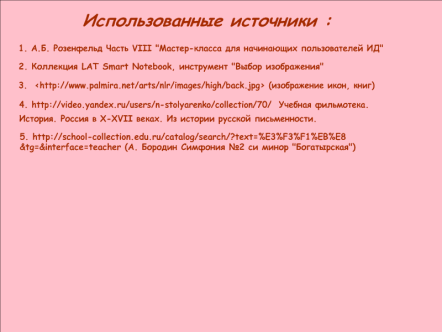 Использованные источники :
1. А.Б. Розенфельд Часть VIII "Мастер-класса для начинающих пользователей ИД"
2. Коллекция LAT Smart Notebook, инструмент "Выбор изображения"
3. <http://www.palmira.net/arts/nlr/images/high/back.jpg> (изображение икон, книг)
4. http://video.yandex.ru/users/n-stolyarenko/collection/70/ Учебная фильмотека.
История. Россия в X-XVII веках. Из истории русской письменности.
5. http://school-collection.edu.ru/catalog/search/?text=%E3%F3%F1%EB%E8
&tg=&interface=teacher (А. Бородин Симфония №2 си минор "Богатырская")